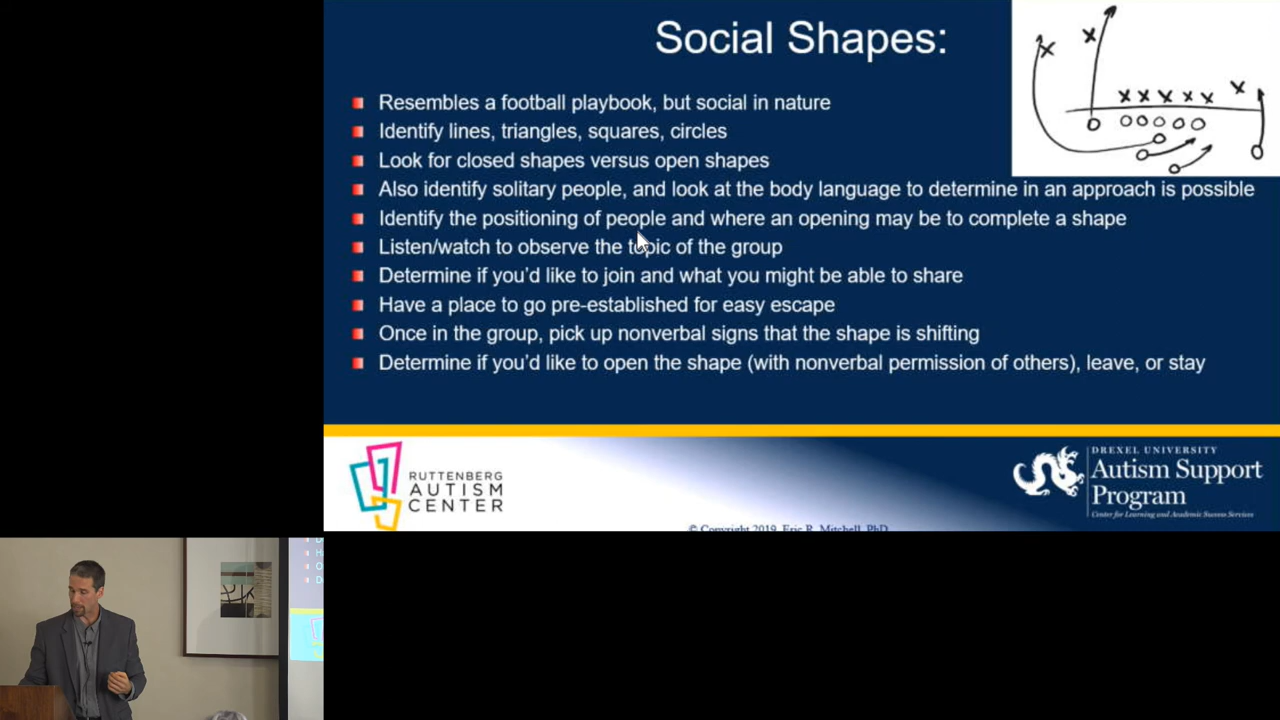 Social Shapes:
Resembles a football playbook, but social in nature
Identify lines, triangles, squares, circles
Look for closed shapes versus open shapes
Also identify solitary people, and look at the body language to determine in an approach is possible
Identify the positioning of people and where an opening may be to complete a shape
Listen/watch to observe the topic of the group
Determine if you'd like to join and what you might be able to share
Have a place to go pre-established for easy escape
Once in the group, pick up nonverbal signs that the shape is shifting
Determine if you'd like to open the shape (with nonverbal permission of others), leave, or stay
RUTTENBERG
AUTISM
CENTER
DREXEL UNIVERSITY
Autism Support
Program
Center for Learning and Academic Success Services
© Copyright 2019, Eric R. Mitchell, PhD